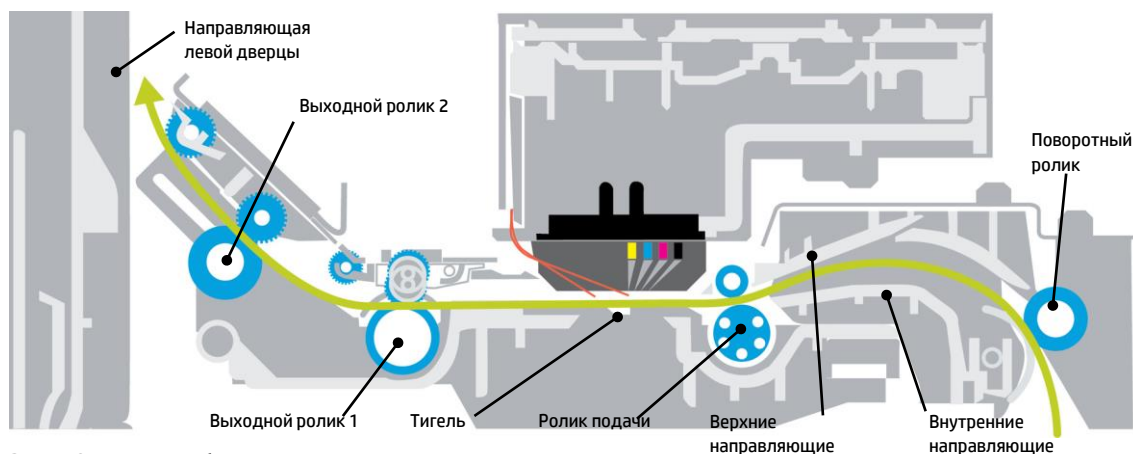 Направляющая
левой дверцы
Выходной ролик 2
Поворотный
ролик
Выходной ролик 1
Тигель
Ролик подачи
Верхние
направляющие
Внутренние
направляющие